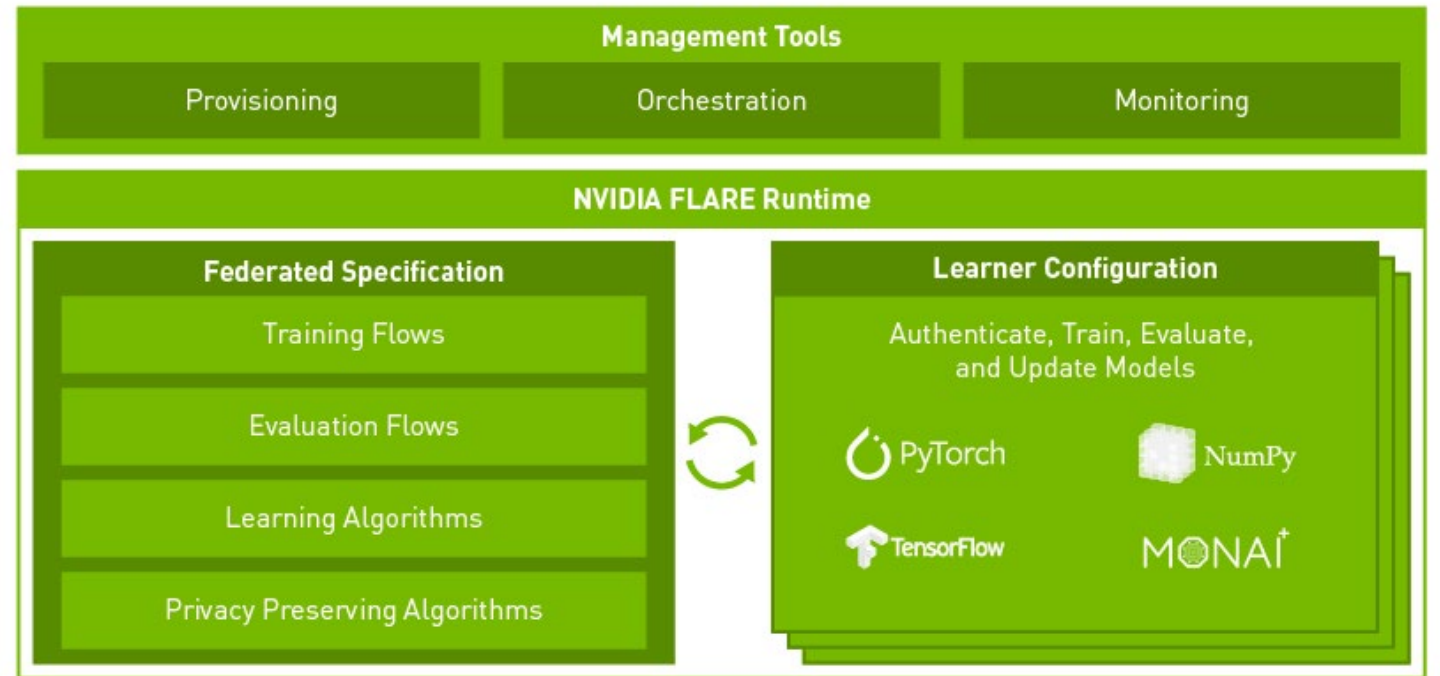 Management Tools
Provisioning
Orchestration
Monitoring
NVIDIA FLARE Runtime
Federated Specification
Training Flows
Evaluation Flows
Learning Algorithms
Privacy Preserving Algorithms
Learner Configuration
Authenticate, Train, Evaluate,
and Update Models
PyTorch
NumPy
TensorFlow
MONAI+